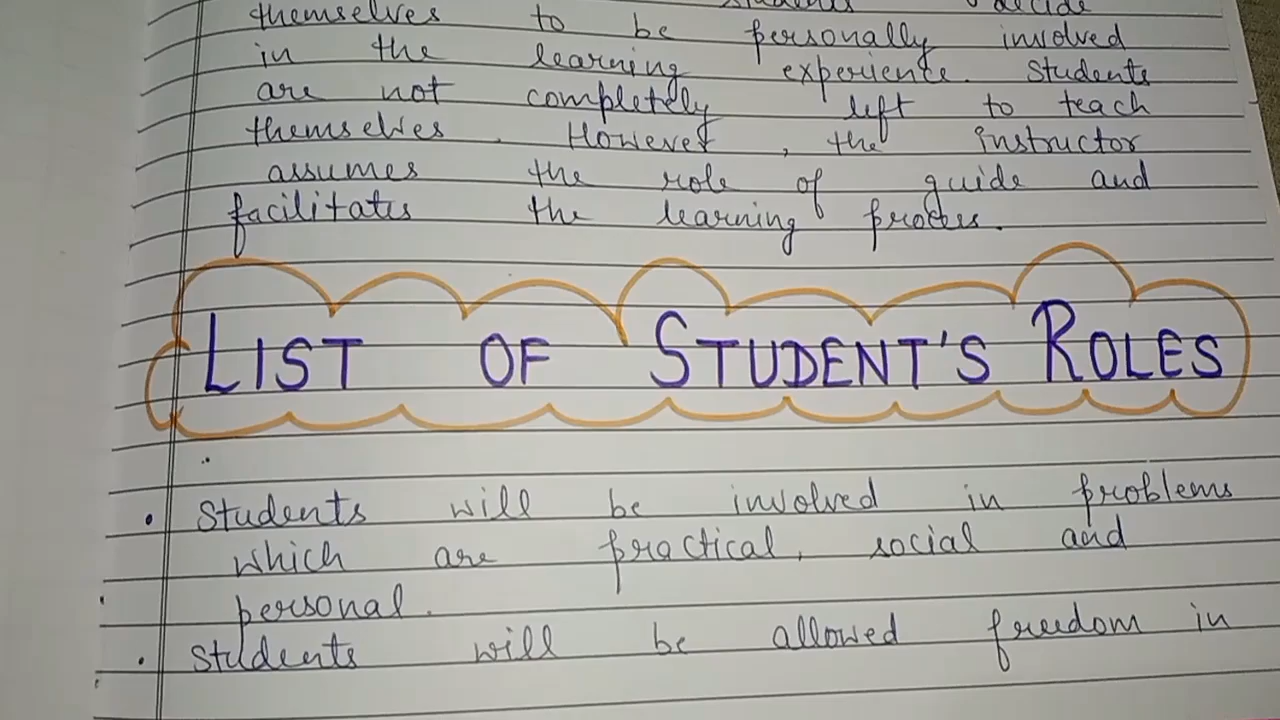 decide
themselves to be personally involved
in the learning experience. Students
are not completely left to teach
themselves. However, the instructor
assumes the role of guide and
facilitates the learning process.
LIST OF STUDENT'S ROLES
• Students will be involved in problems
which are practical, social and
personal.
• Students will be allowed freedom in